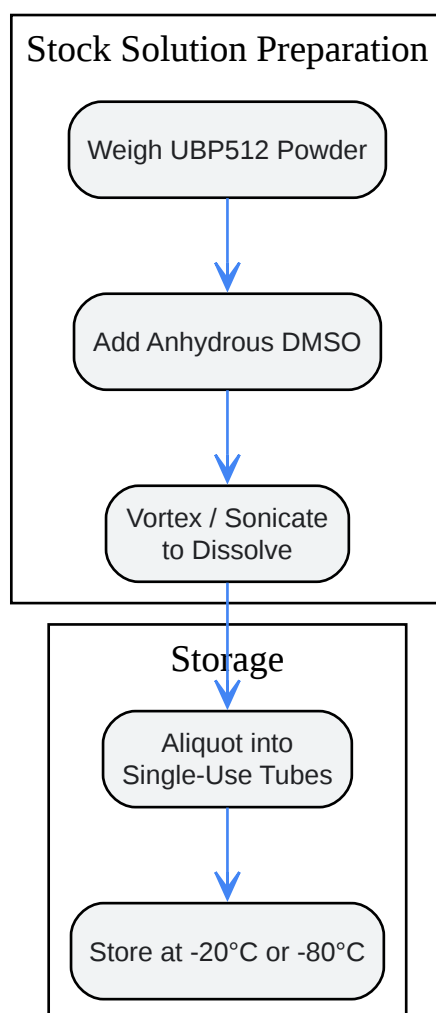 Stock Solution Preparation
Weigh UBP512 Powder
Add Anhydrous DMSO
Vortex / Sonicate
to Dissolve
Storage
Aliquot into
Single-Use Tubes
Store at -20°C or -80°C